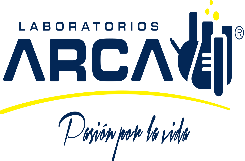 LABORATORIOS
ARCA®
Pasión por la vida